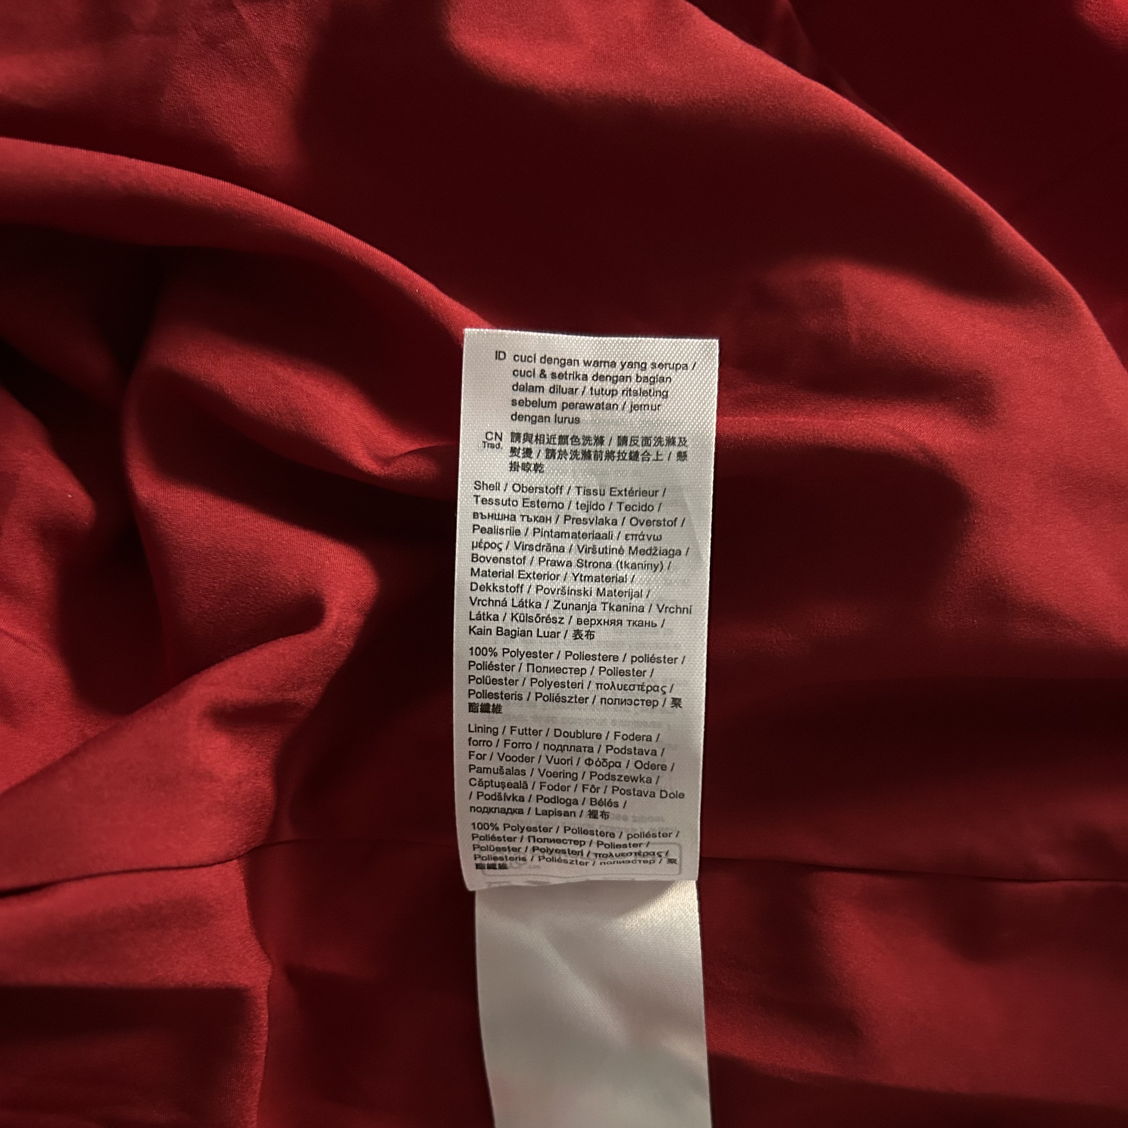 ID cuci dengan warna yang serupa /
cuci & setrika dengan bagian
dalam diluar / tutup ritsleting
sebelum perawatan / jemur
dengan lurus
CN Trad. 請與相近顏色洗滌 / 請反面洗滌及
熨燙 / 請於洗滌前將拉鏈合上 / 懸
掛晾乾
Shell / Oberstoff / Tissu Extérieur /
Tessuto Esterno / tejido / Tecido /
външна тъкан / Presvlaka / Overstof /
Pealisriie / Pintamateriaali / επάνω
μέρος / Virsdrāna / Viršutinė Medžiaga /
Bovenstof / Prawa Strona (tkaniny) /
Material Exterior / Ytmaterial /
Dekkstoff / Površinski Materijal /
Vrchná Látka / Zunanja Tkanina / Vrchní
Látka / Külsőrész / верхняя ткань /
Kain Bagian Luar / 表布
100% Polyester / Poliestere / poliéster /
Poliéster / Полиестер / Poliester /
Polüester / Polyesteri / πολυεστέρας /
Poliesteris / Poliészter / полиэстер / 聚
酯纖維
Lining / Futter / Doublure / Fodera /
forro / Forro / подплата / Podstava /
For / Vooder / Vuori / Φόδρα / Odere /
Pamušalas / Voering / Podszewka /
Căptuşeală / Foder / Fôr / Postava Dole
/ Podšívka / Podloga / Bélés /
подкладка / Lapisan / 裡布
100% Polyester / Poliestere / poliéster /
Poliéster / Полиестер / Poliester /
Polüester / Polyesteri / πολυεστέρας /
Poliesteris / Poliészter / полиэстер / 聚
酯纖維